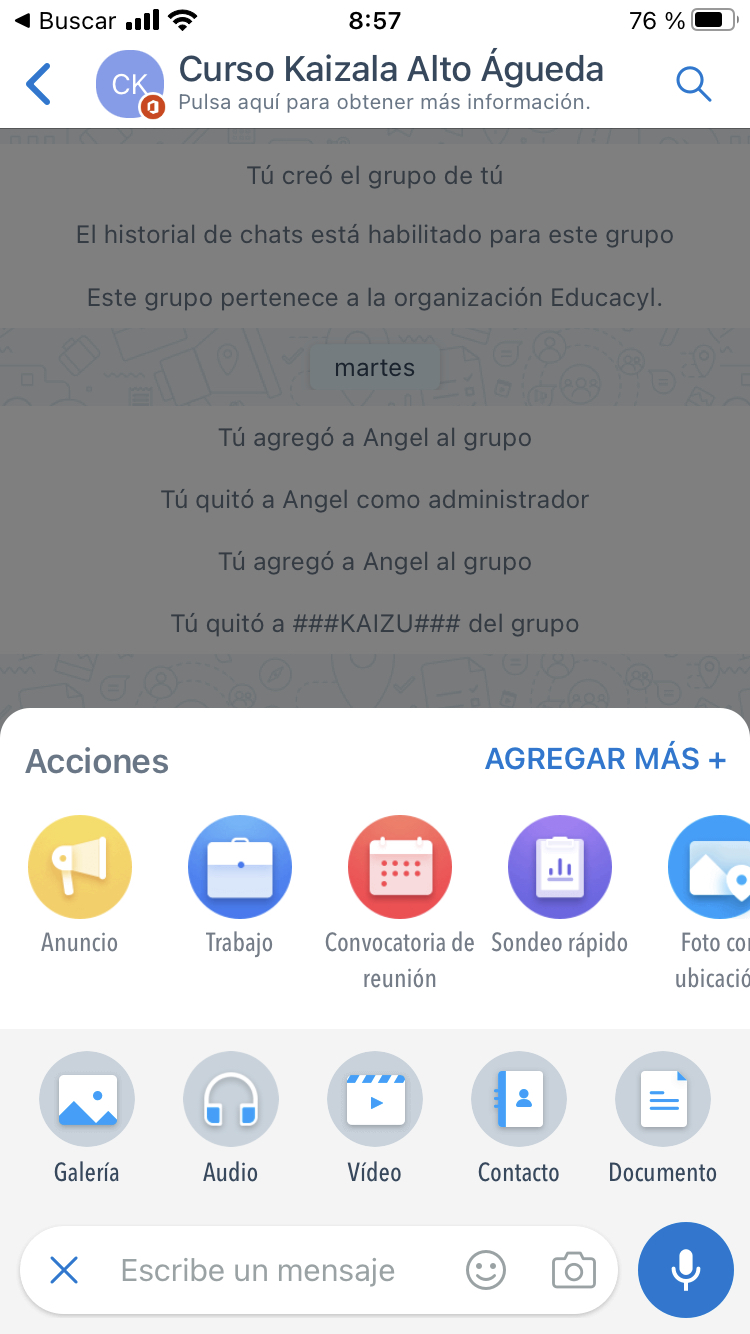 Buscar 8:57 76 %
CK Curso Kaizala Alto Águeda
Pulsa aquí para obtener más información.
Tú creó el grupo de tú
El historial de chats está habilitado para este grupo
Este grupo pertenece a la organización Educacyl.
martes
Tú agregó a Angel al grupo
Tú quitó a Angel como administrador
Tú agregó a Angel al grupo
Tú quitó a ###KAIZU### del grupo
Acciones AGREGAR MÁS +
Anuncio Trabajo Convocatoria de Sondeo rápido Foto co
reunión ubicació
Galería Audio Vídeo Contacto Documento
Escribe un mensaje